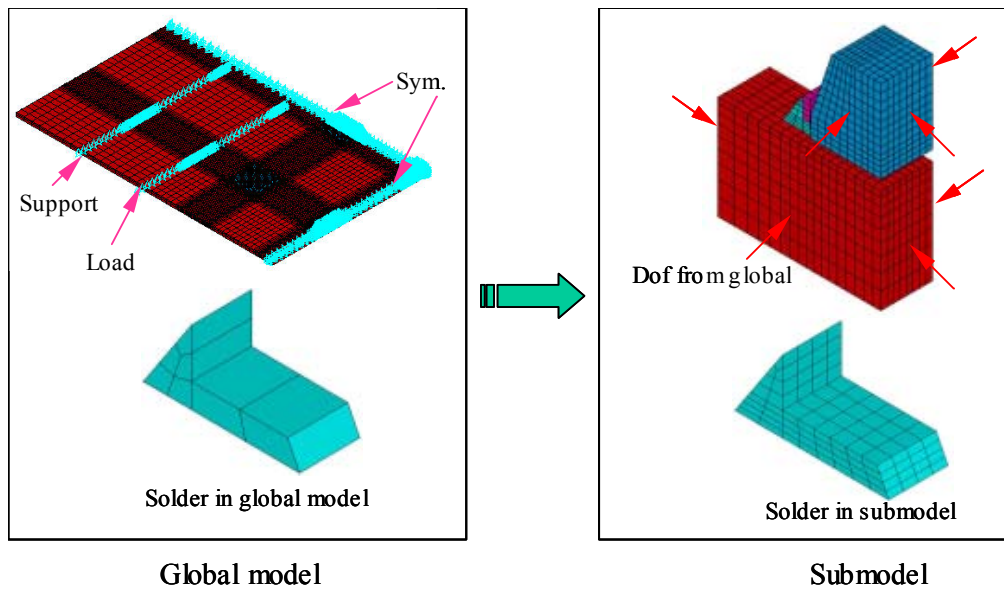 Sym.
Support
Load
Solder in global model
Global model
Dof from global
Solder in submodel
Submodel